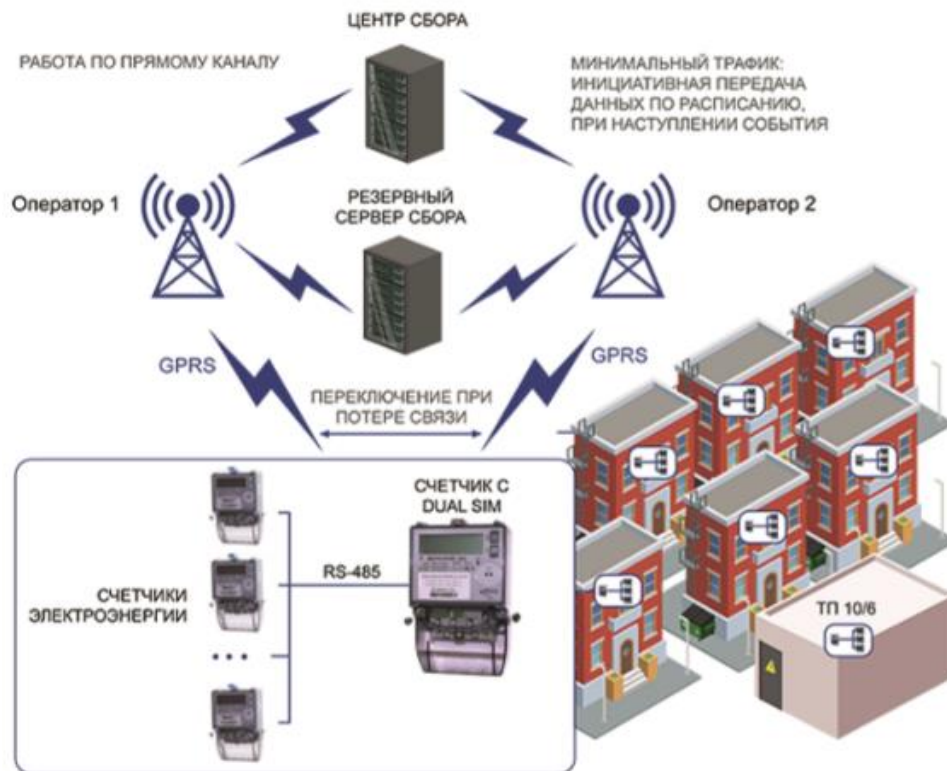 ЦЕНТР СБОРА
РАБОТА ПО ПРЯМОМУ КАНАЛУ
МИНИМАЛЬНЫЙ ТРАФИК:
ИНИЦИАТИВНАЯ ПЕРЕДАЧА
ДАННЫХ ПО РАСПИСАНИЮ,
ПРИ НАСТУПЛЕНИИ СОБЫТИЯ
Оператор 1
РЕЗЕРВНЫЙ
СЕРВЕР СБОРА
Оператор 2
GPRS
GPRS
ПЕРЕКЛЮЧЕНИЕ ПРИ
ПОТЕРЕ СВЯЗИ
СЧЕТЧИК С
DUAL SIM
RS-485
СЧЕТЧИКИ
ЭЛЕКТРОЭНЕРГИИ
ТП 10/6